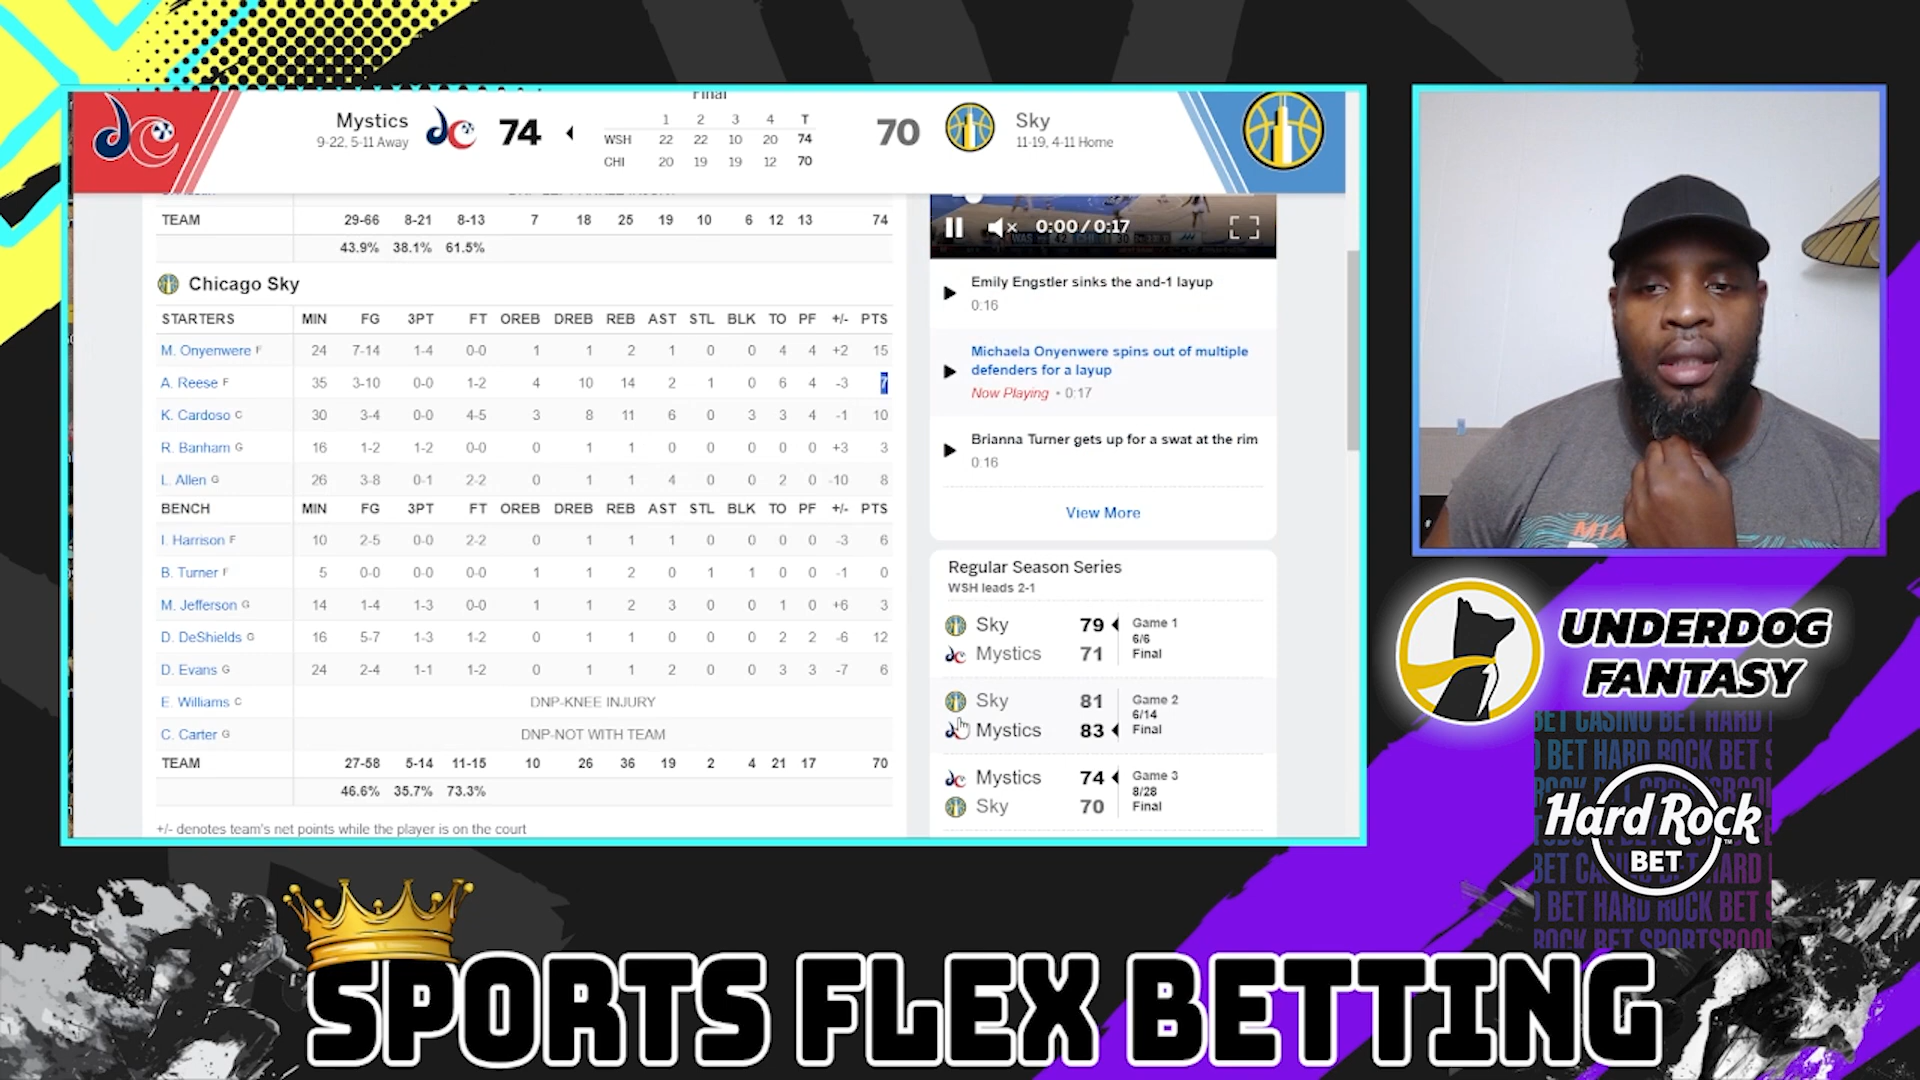 Final
Mystics
9-22, 5-11 Away
74
1 2 3 4 T
WSH 22 22 10 20 74
CHI 20 19 19 12 70
70
Sky
11-19, 4-11 Home
TEAM 29-66 8-21 8-13 7 18 25 19 10 6 12 13 74
43.9% 38.1% 61.5%
Chicago Sky
STARTERS MIN FG 3PT FT OREB DREB REB AST STL BLK TO PF +/- PTS
M. Onyenwere F 24 7-14 1-4 0-0 1 1 2 1 0 0 4 4 +2 15
A. Reese F 35 3-10 0-0 1-2 4 10 14 2 1 0 6 4 -3 7
K. Cardoso C 30 3-4 0-0 4-5 3 8 11 6 0 3 3 4 -1 10
R. Banham G 16 1-2 1-2 0-0 0 1 1 0 0 0 0 0 +3 3
L. Allen G 26 3-8 0-1 2-2 0 1 1 4 0 0 2 0 -10 8
BENCH MIN FG 3PT FT OREB DREB REB AST STL BLK TO PF +/- PTS
I. Harrison F 10 2-5 0-0 2-2 0 1 1 1 0 0 0 0 -3 6
B. Turner F 5 0-0 0-0 0-0 1 1 2 0 1 1 0 0 -1 0
M. Jefferson G 14 1-4 1-3 0-0 1 1 2 3 0 0 1 0 +6 3
D. DeShields G 16 5-7 1-3 1-2 0 1 1 0 0 0 2 2 -6 12
D. Evans G 24 2-4 1-1 1-2 0 1 1 2 0 0 3 3 -7 6
E. Williams C DNP-KNEE INJURY
C. Carter G DNP-NOT WITH TEAM
TEAM 27-58 5-14 11-15 10 26 36 19 2 4 21 17 70
46.6% 35.7% 73.3%
+/- denotes team's net points while the player is on the court
0:00 / 0:17
Emily Engstler sinks the and-1 layup
0:16
Michaela Onyenwere spins out of multiple
defenders for a layup
Now Playing • 0:17
Brianna Turner gets up for a swat at the rim
0:16
View More
Regular Season Series
WSH leads 2-1
Sky 79 Game 1
6/6
Mystics 71 Final
Sky 81 Game 2
6/14
Mystics 83 Final
Mystics 74 Game 3
8/28
Sky 70 Final
MIA
UNDERDOG
FANTASY
Hard Rock
BET
SPORTS FLEX BETTING